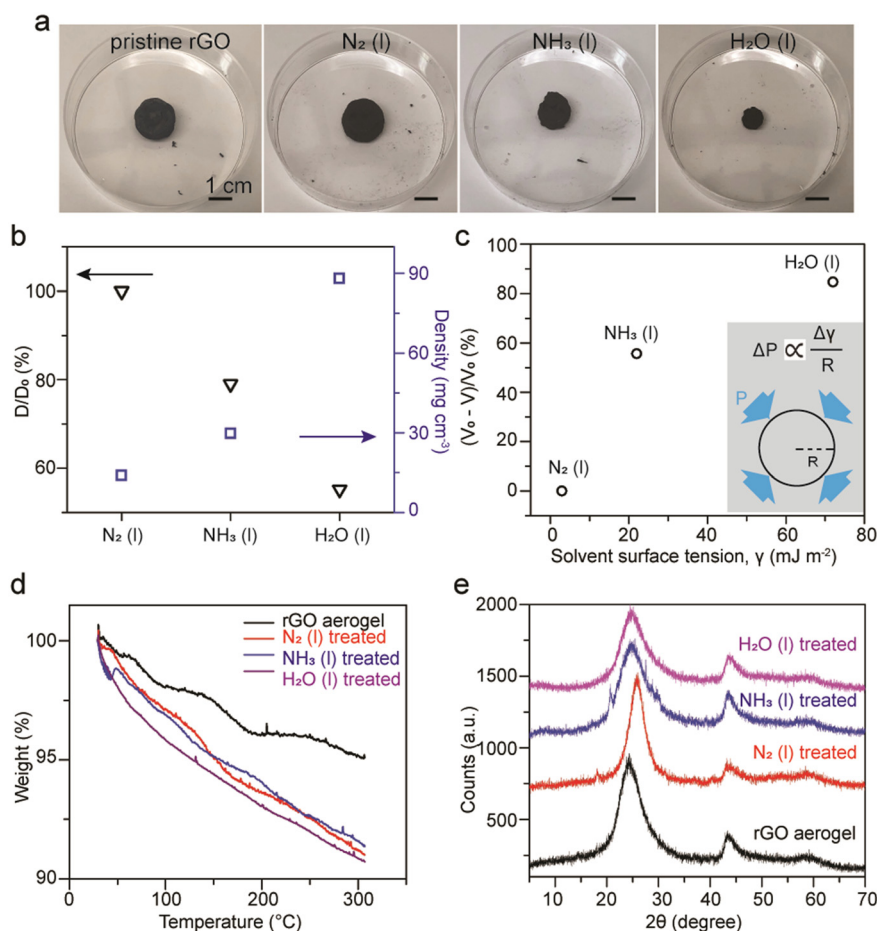 a
pristine rGO
N₂ (l)
NH₃ (l)
H₂O (l)
1 cm
b
D/D₀ (%)
100
80
60
90
60
30
0
Density (mg cm⁻³)
N₂ (l)
NH₃ (l)
H₂O (l)
c
(V₀ - V)/V₀ (%)
100
80
60
40
20
0
H₂O (l)
NH₃ (l)
N₂ (l)
ΔP ∝ Δγ
R
P
R
0
20
40
60
80
Solvent surface tension, γ (mJ m⁻²)
d
Weight (%)
100
95
90
rGO aerogel
N₂ (l) treated
NH₃ (l) treated
H₂O (l) treated
0
100
200
300
Temperature (°C)
e
Counts (a.u.)
2000
1500
1000
500
H₂O (l) treated
NH₃ (l) treated
N₂ (l) treated
rGO aerogel
10
20
30
40
50
60
70
2θ (degree)